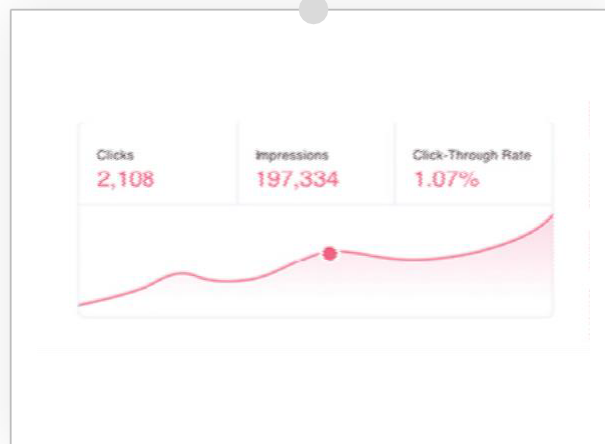 Clicks
2,108
Impressions
197,334
Click-Through Rate
1.07%